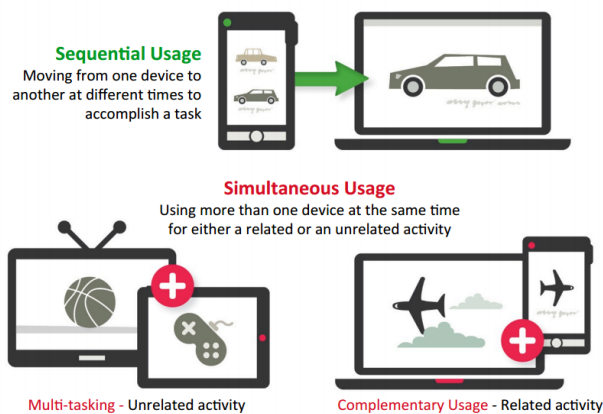 Sequential Usage
Moving from one device to
another at different times to
accomplish a task
Simultaneous Usage
Using more than one device at the same time
for either a related or an unrelated activity
Multi-tasking - Unrelated activity
Complementary Usage - Related activity